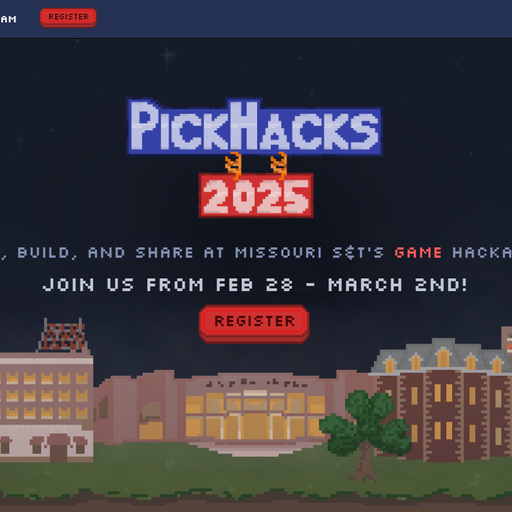 AM REGISTER
PICKHACKS
2025
, BUILD, AND SHARE AT MISSOURI S&T'S GAME HACKA
JOIN US FROM FEB 28 - MARCH 2ND!
REGISTER